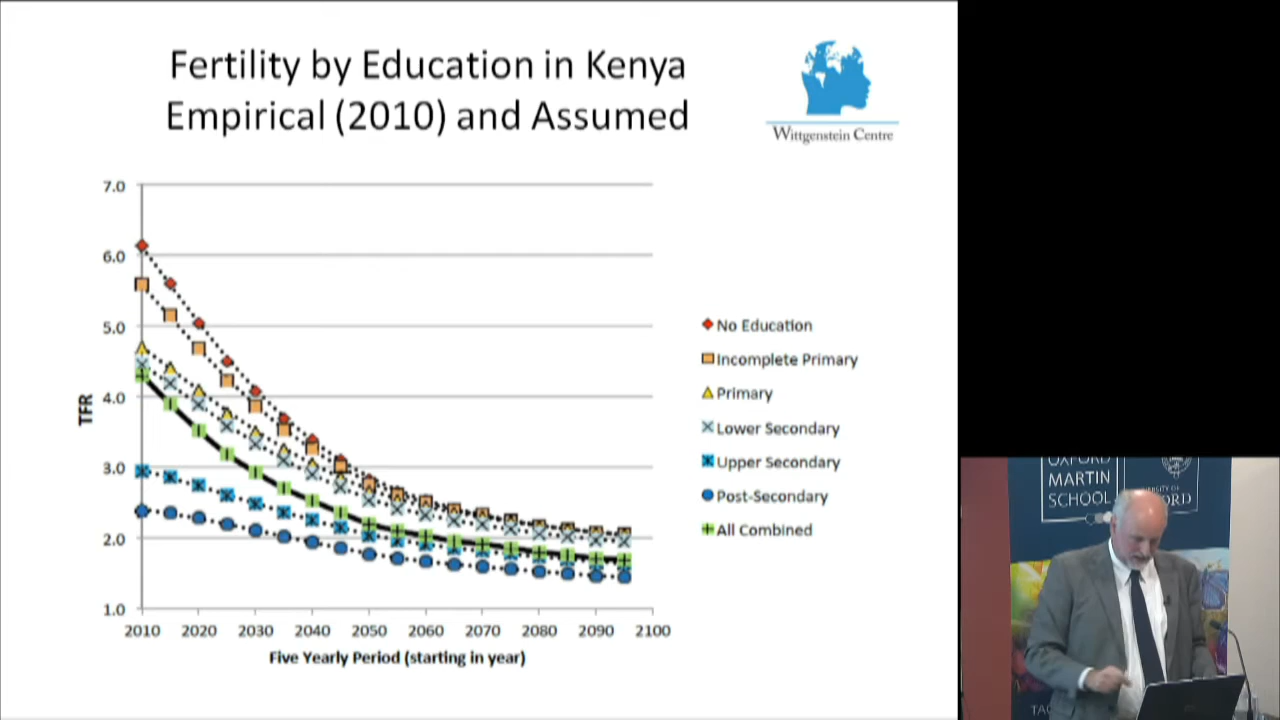 Fertility by Education in Kenya
Empirical (2010) and Assumed
Wittgenstein Centre
7.0
6.0
5.0
4.0
3.0
2.0
1.0
TFR
2010 2020 2030 2040 2050 2060 2070 2080 2090 2100
Five Yearly Period (starting in year)
No Education
Incomplete Primary
Primary
Lower Secondary
Upper Secondary
Post-Secondary
All Combined
OXFORD
MARTIN
SCHOOL